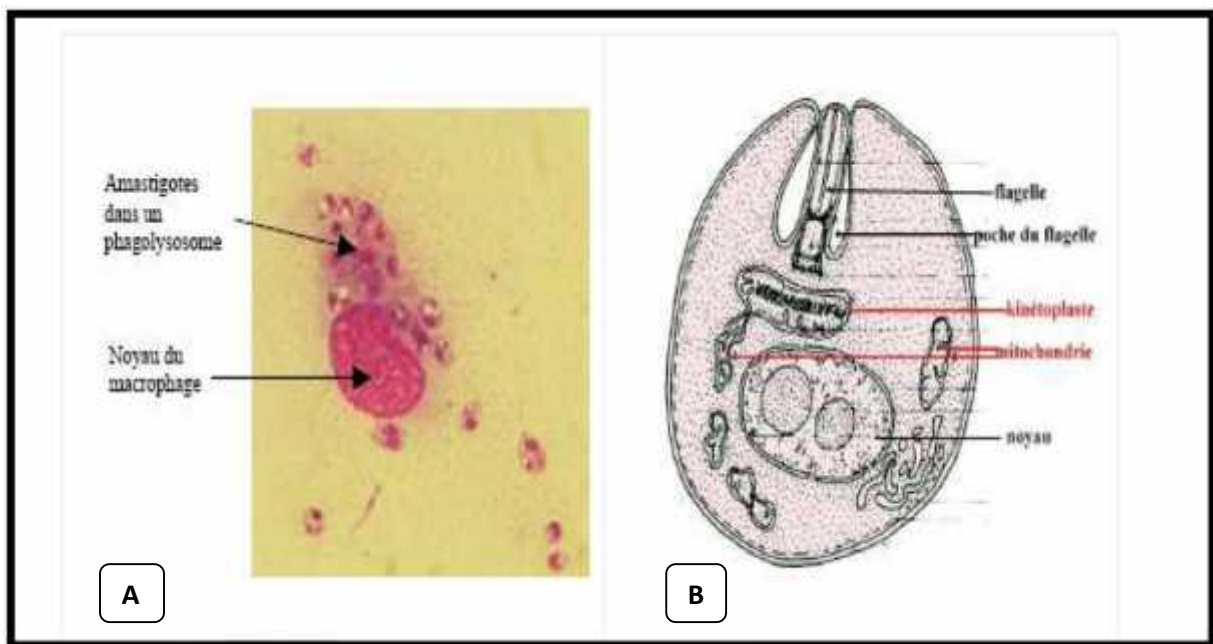 Amastigotes
dans un
phagolysosome
Noyau du
macrophage
A
flagelle
poche du flagelle
kinétoplaste
mitochondrie
noyau
B